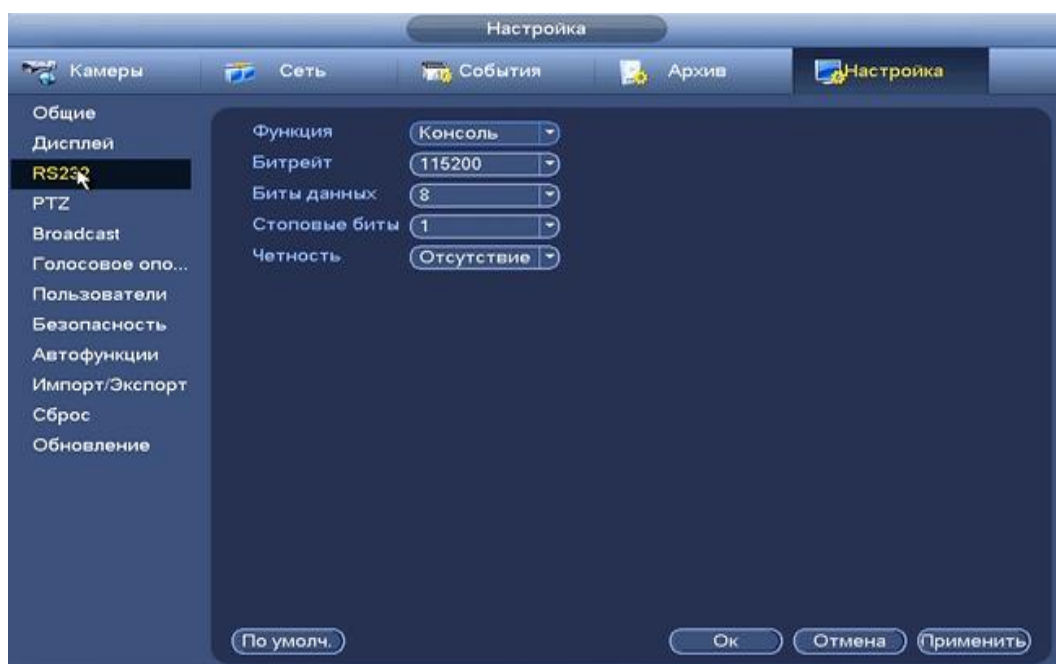 Настройка
Камеры Сеть События Архив Настройка
Общие
Дисплей
RS232
PTZ
Broadcast
Голосовое опо...
Пользователи
Безопасность
Автофункции
Импорт/Экспорт
Сброс
Обновление
Функция Консоль
Битрейт 115200
Биты данных 8
Стоповые биты 1
Четность Отсутствие
По умолч. Ок Отмена Применить